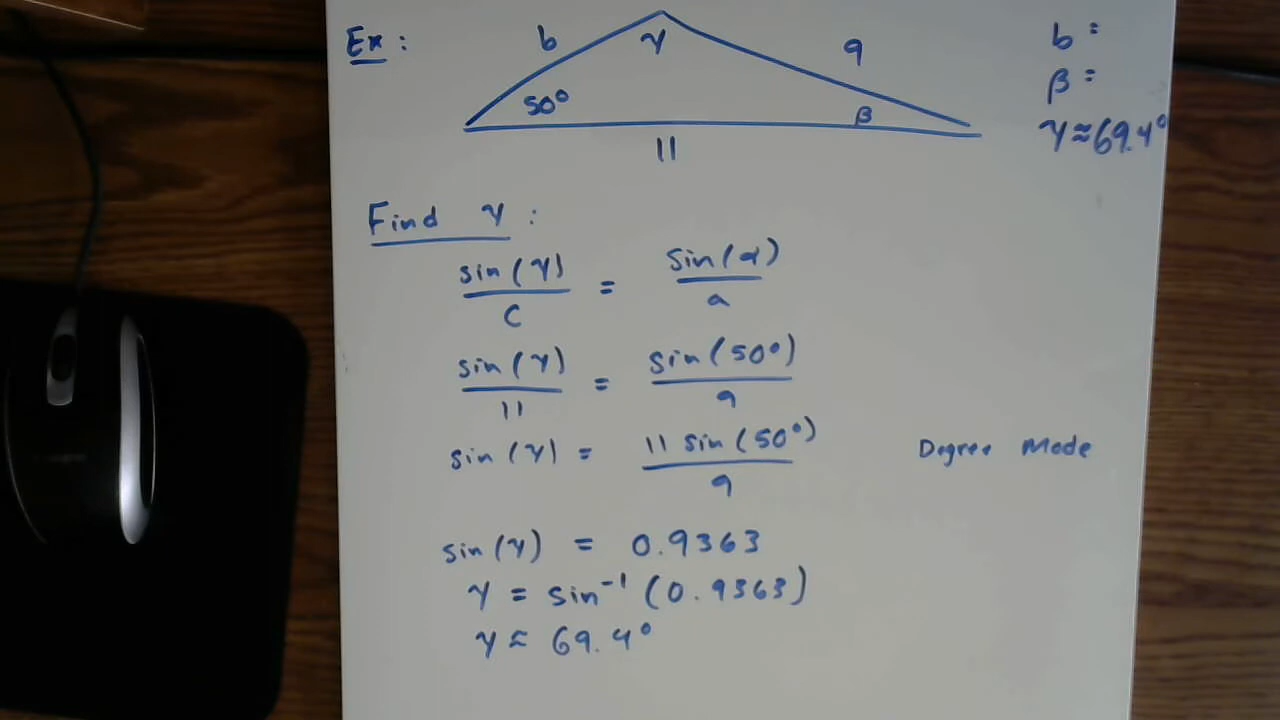 Ex:
b γ 9
50° β
11
b =
β =
γ ≈ 69.4°
Find γ:
sin(γ)/c = sin(α)/a
sin(γ)/11 = sin(50°)/9
sin(γ) = 11 sin(50°)/9
Degree Mode
sin(γ) = 0.9363
γ = sin⁻¹(0.9363)
γ ≈ 69.4°